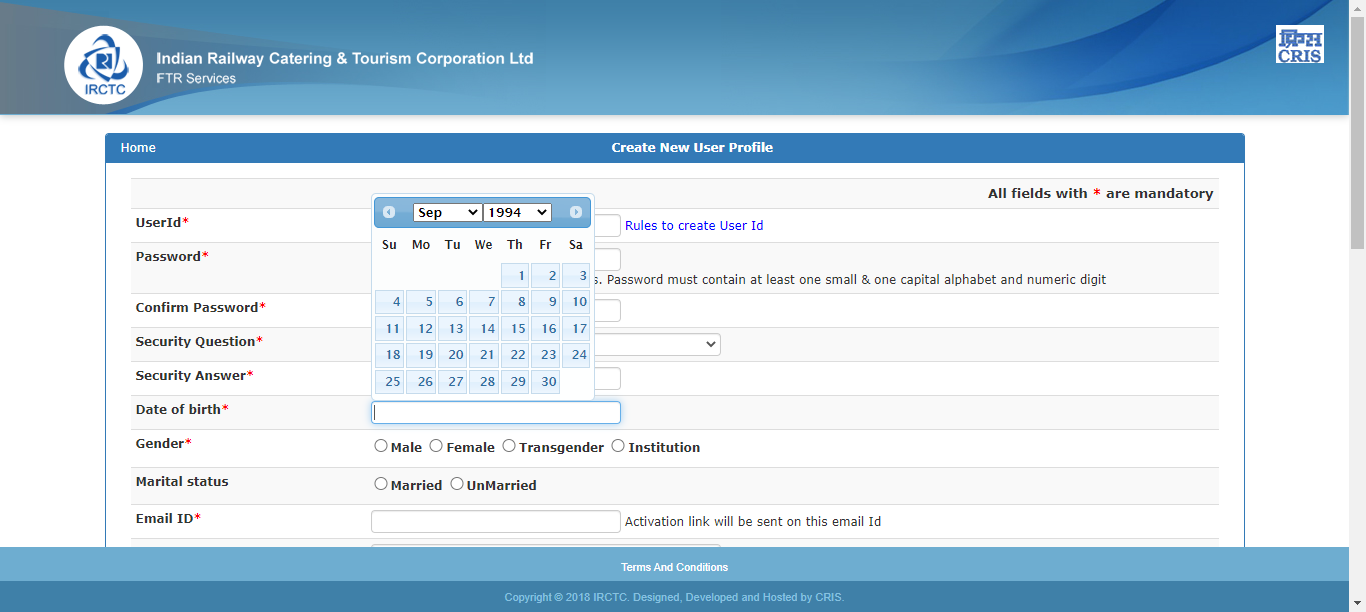 Indian Railway Catering & Tourism Corporation Ltd
FTR Services
IRCTC
क्रिस
CRIS
Home
Create New User Profile
All fields with * are mandatory
UserId*
Rules to create User Id
Password*
s. Password must contain at least one small & one capital alphabet and numeric digit
Confirm Password*
Security Question*
Security Answer*
Sep 1994
Su Mo Tu We Th Fr Sa
1 2 3
4 5 6 7 8 9 10
11 12 13 14 15 16 17
18 19 20 21 22 23 24
25 26 27 28 29 30
Date of birth*
Gender*
Male Female Transgender Institution
Marital status
Married UnMarried
Email ID*
Activation link will be sent on this email Id
Terms And Conditions
Copyright © 2018 IRCTC. Designed, Developed and Hosted by CRIS.